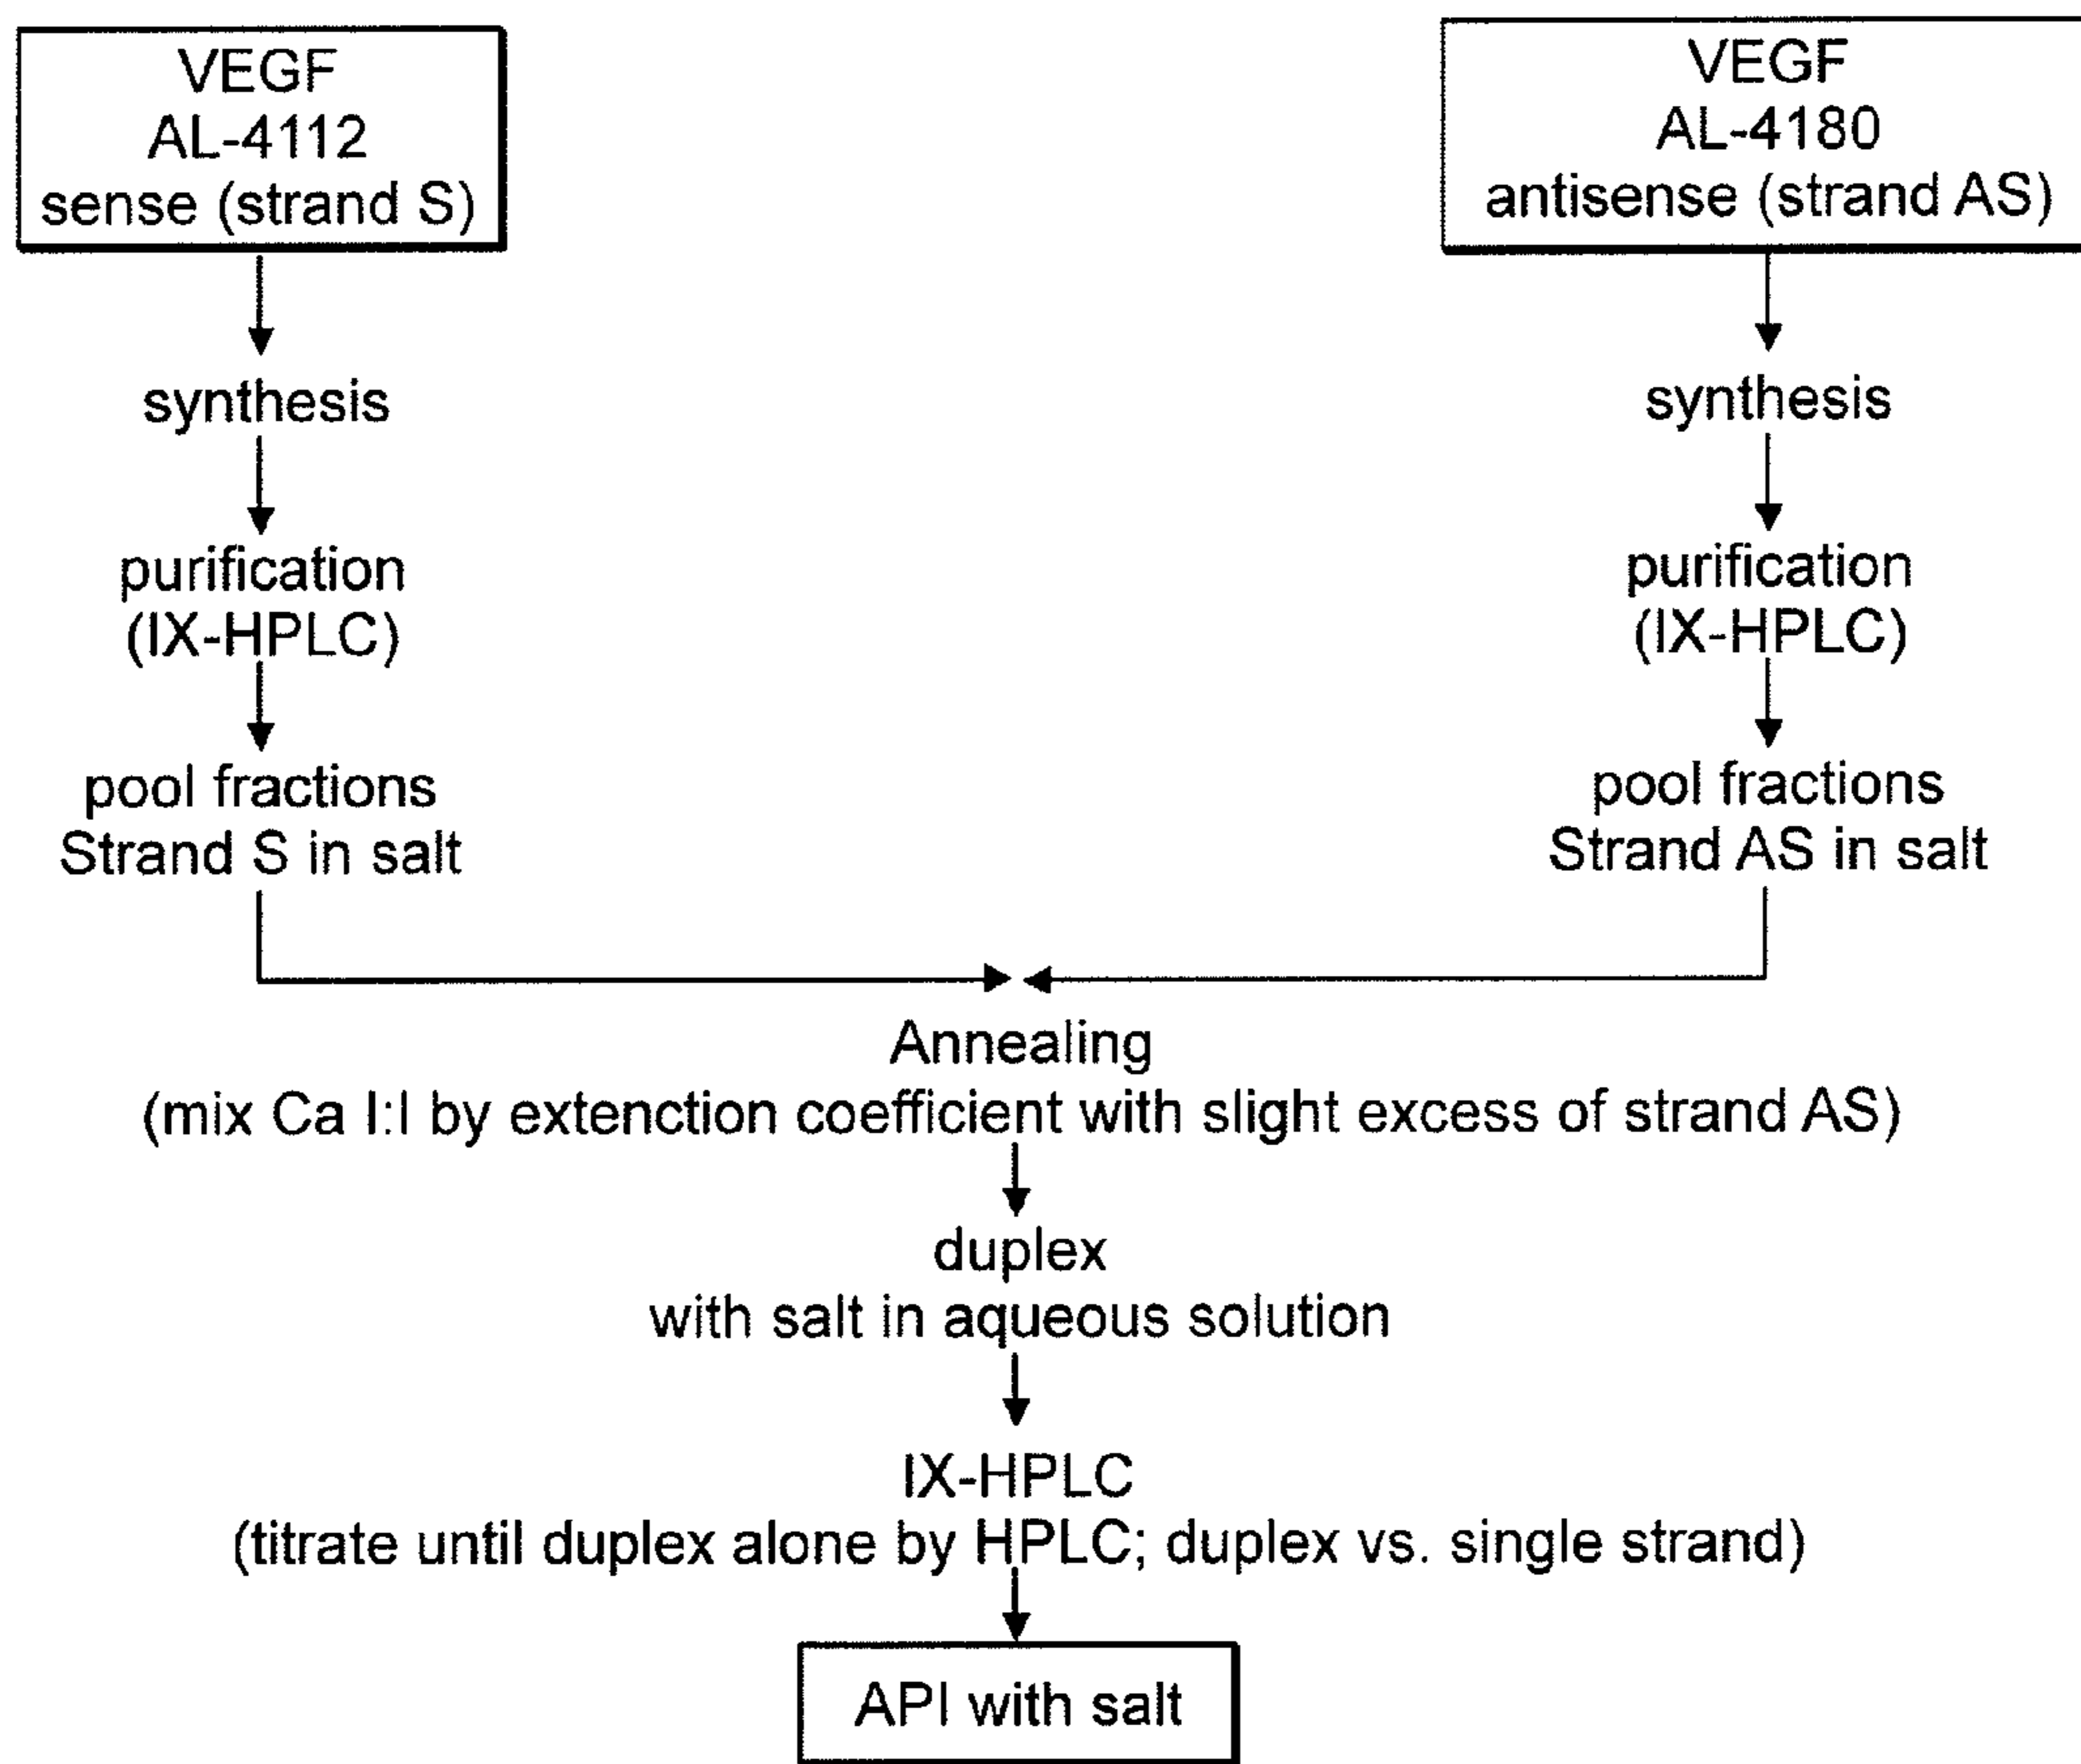 VEGF
AL-4112
sense (strand S)
synthesis
purification
(IX-HPLC)
pool fractions
Strand S in salt
VEGF
AL-4180
antisense (strand AS)
synthesis
purification
(IX-HPLC)
pool fractions
Strand AS in salt
Annealing
(mix Ca I:I by extenction coefficient with slight excess of strand AS)
duplex
with salt in aqueous solution
IX-HPLC
(titrate until duplex alone by HPLC; duplex vs. single strand)
API with salt